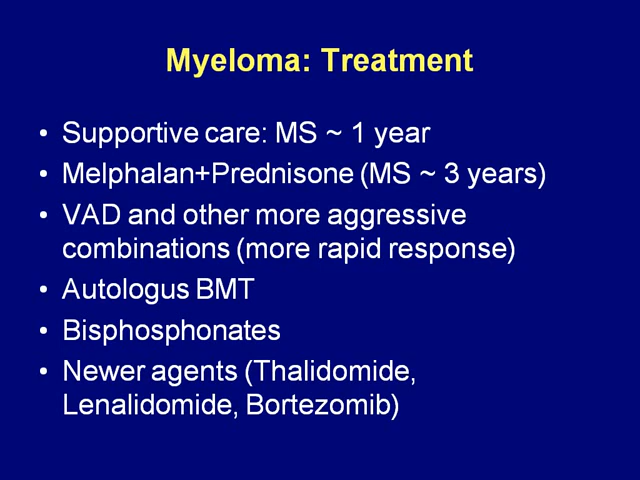 Myeloma: Treatment
• Supportive care: MS ~ 1 year
• Melphalan+Prednisone (MS ~ 3 years)
• VAD and other more aggressive
combinations (more rapid response)
• Autologus BMT
• Bisphosphonates
• Newer agents (Thalidomide,
Lenalidomide, Bortezomib)